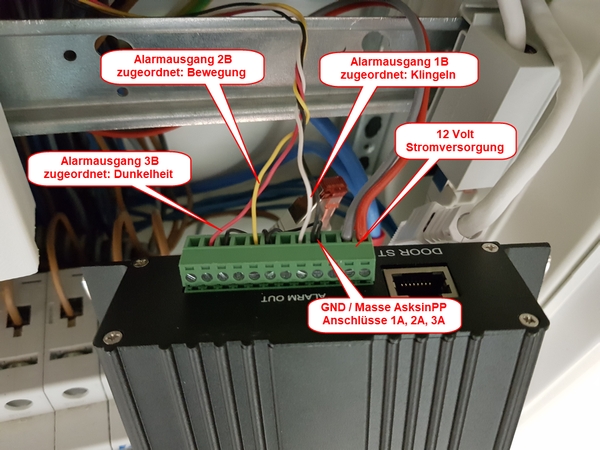 Alarmausgang 2B
zugeordnet: Bewegung
Alarmausgang 1B
zugeordnet: Klingeln
12 Volt
Stromversorgung
Alarmausgang 3B
zugeordnet: Dunkelheit
DOOR ST
ALARM OUT
GND / Masse AsksinPP
Anschlüsse 1A, 2A, 3A